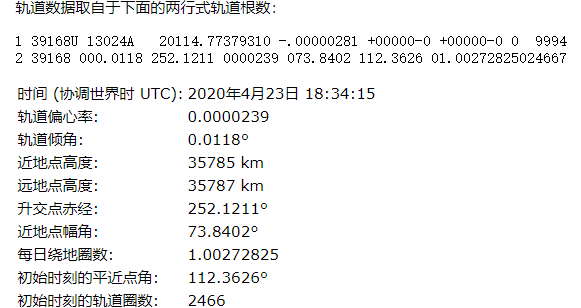 轨道数据取自于下面的两行式轨道根数:
1 39168U 13024A   20114.77379310 -.00000281 +00000-0 +00000-0 0  9994
2 39168 000.0118 252.1211 0000239 073.8402 112.3626 01.00272825024667
时间 (协调世界时 UTC): 2020年4月23日 18:34:15
轨道偏心率: 0.0000239
轨道倾角: 0.0118°
近地点高度: 35785 km
远地点高度: 35787 km
升交点赤经: 252.1211°
近地点幅角: 73.8402°
每日绕地圈数: 1.00272825
初始时刻的平近点角: 112.3626°
初始时刻的轨道圈数: 2466